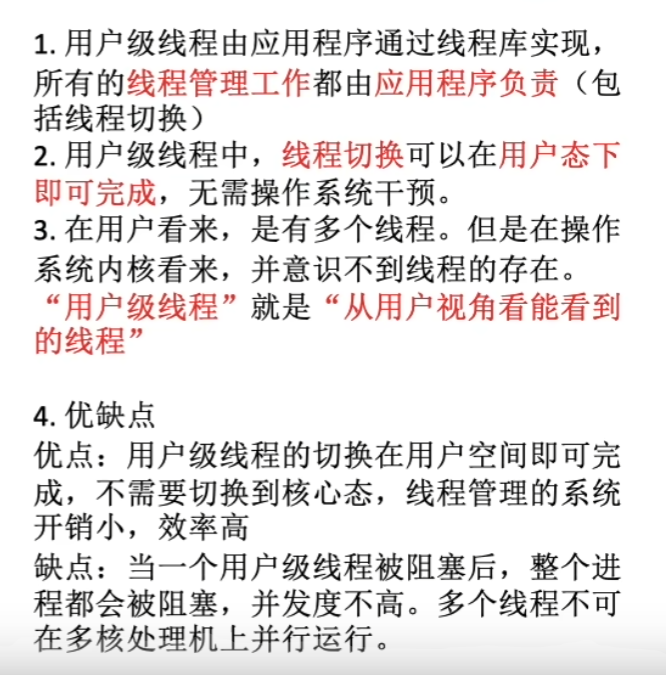 1. 用户级线程由应用程序通过线程库实现，
所有的线程管理工作都由应用程序负责（包
括线程切换）
2. 用户级线程中，线程切换可以在用户态下
即可完成，无需操作系统干预。
3. 在用户看来，是有多个线程。但是在操作
系统内核看来，并意识不到线程的存在。
“用户级线程”就是“从用户视角看能看到
的线程”
4. 优缺点
优点：用户级线程的切换在用户空间即可完
成，不需要切换到核心态，线程管理的系统
开销小，效率高
缺点：当一个用户级线程被阻塞后，整个进
程都会被阻塞，并发度不高。多个线程不可
在多核处理机上并行运行。